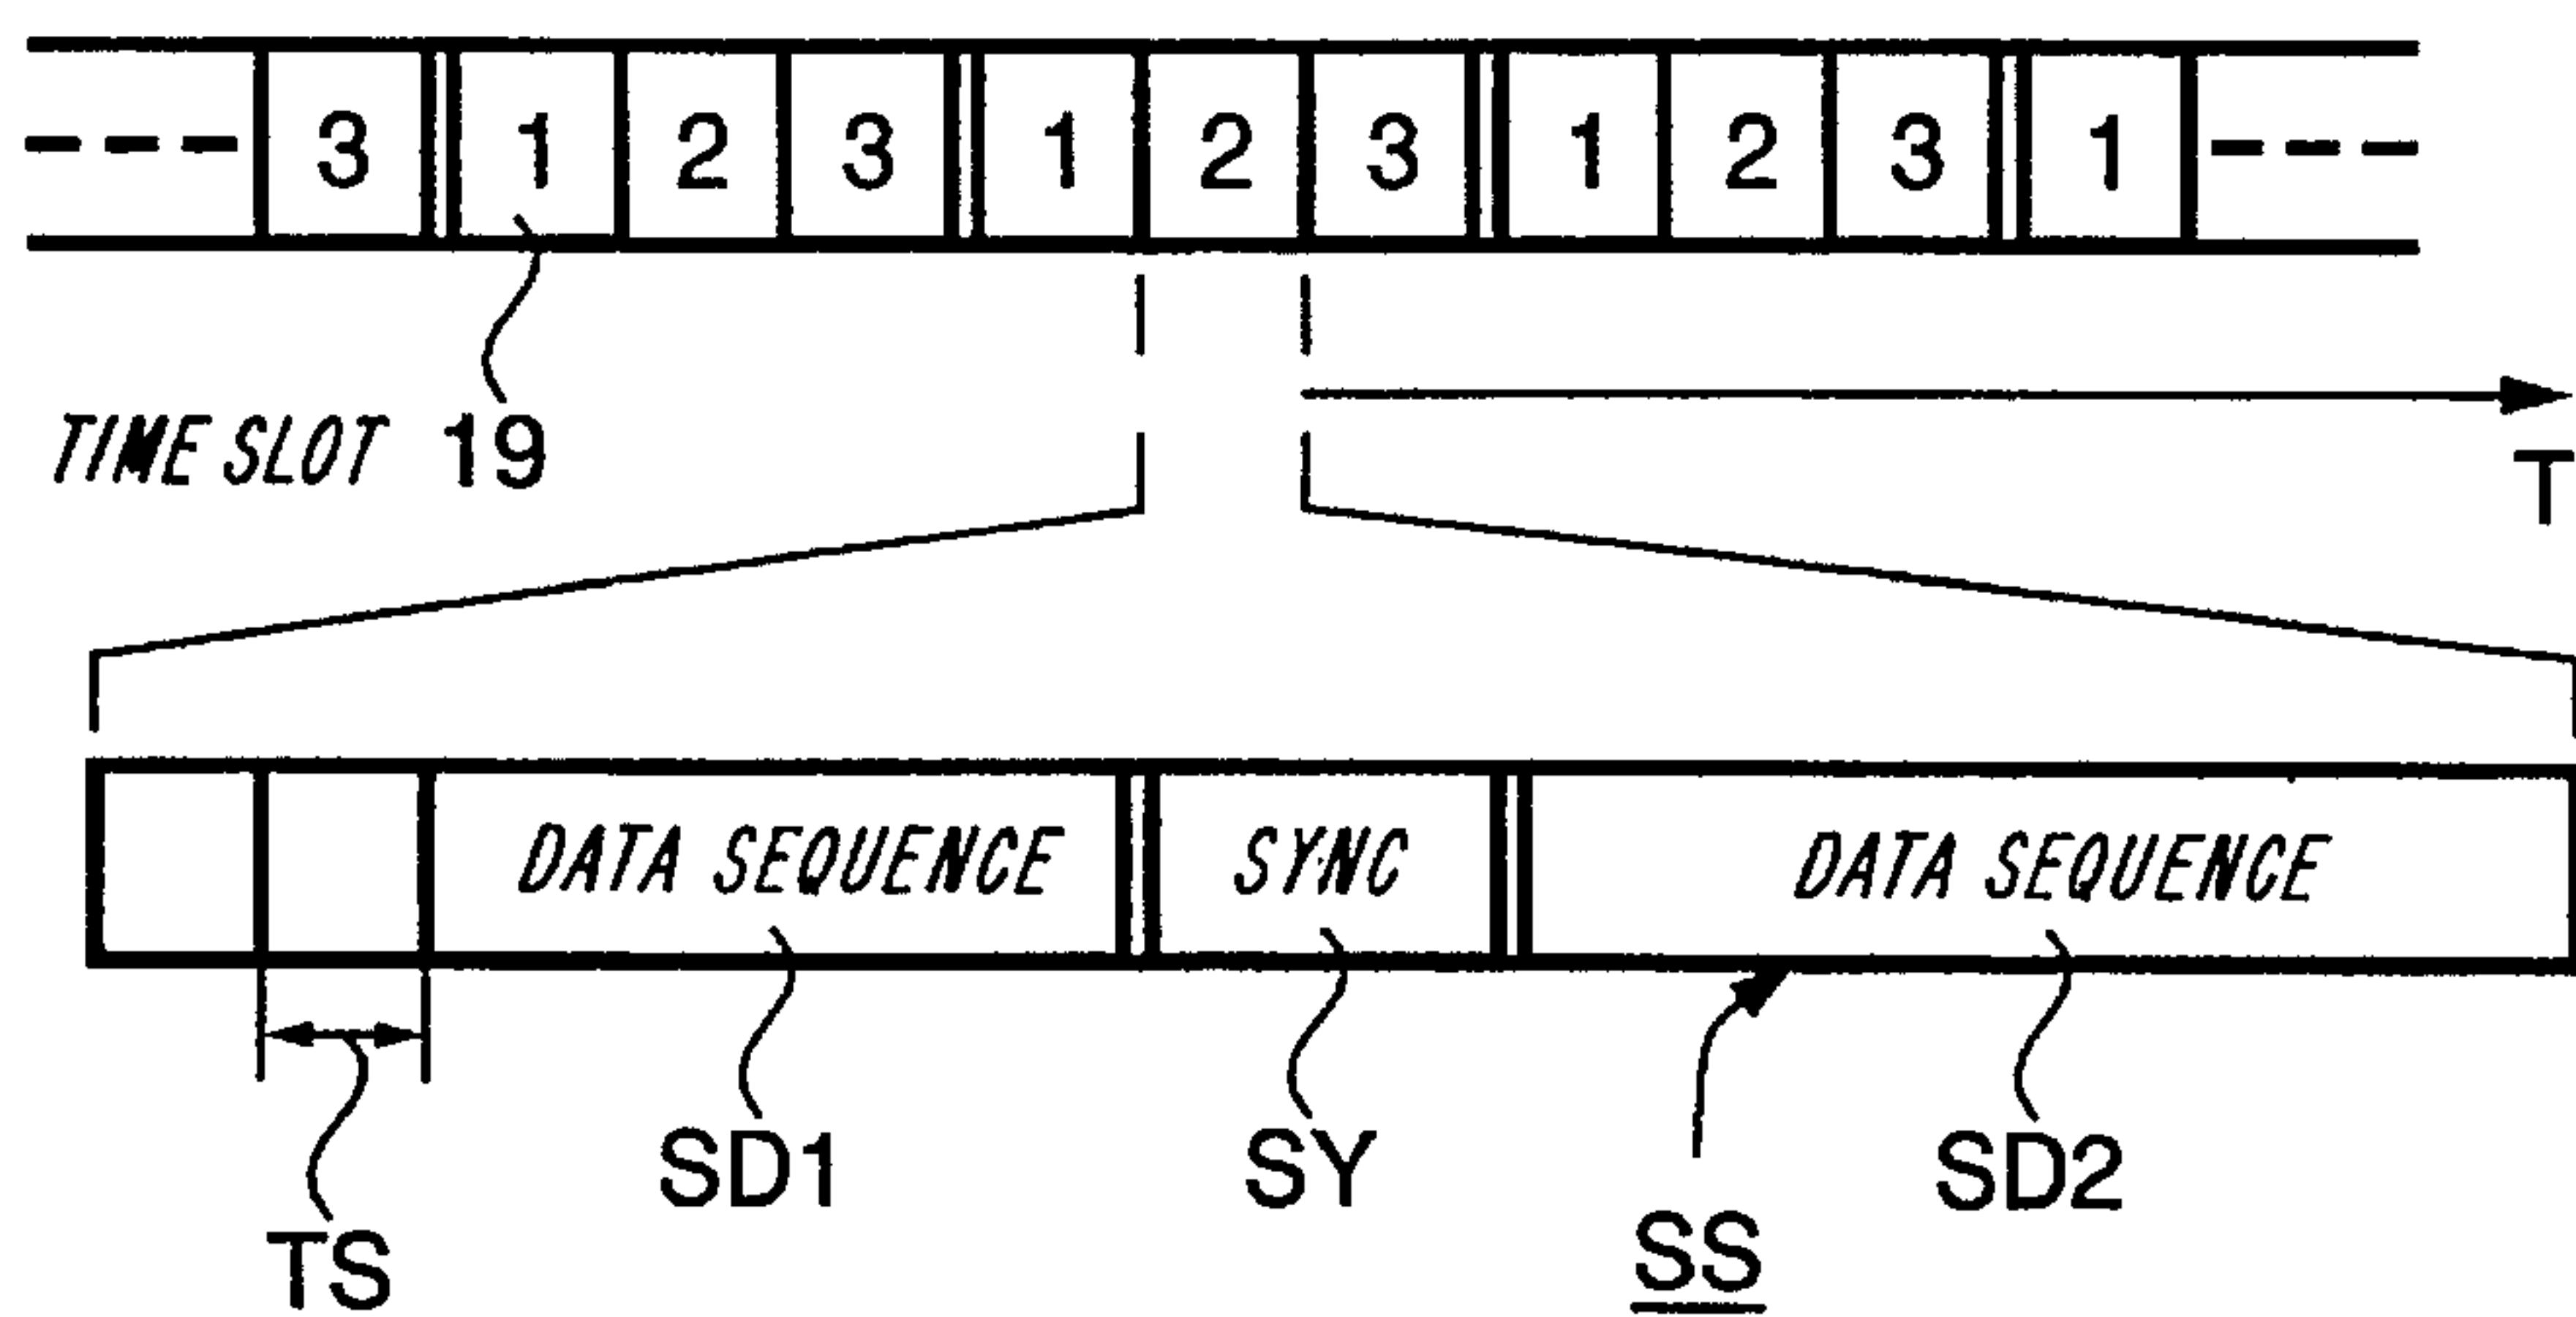 3 1 2 3 1 2 3 1 2 3 1
TIME SLOT 19
T
DATA SEQUENCE SYNC DATA SEQUENCE
SD1 SY SD2
TS SS